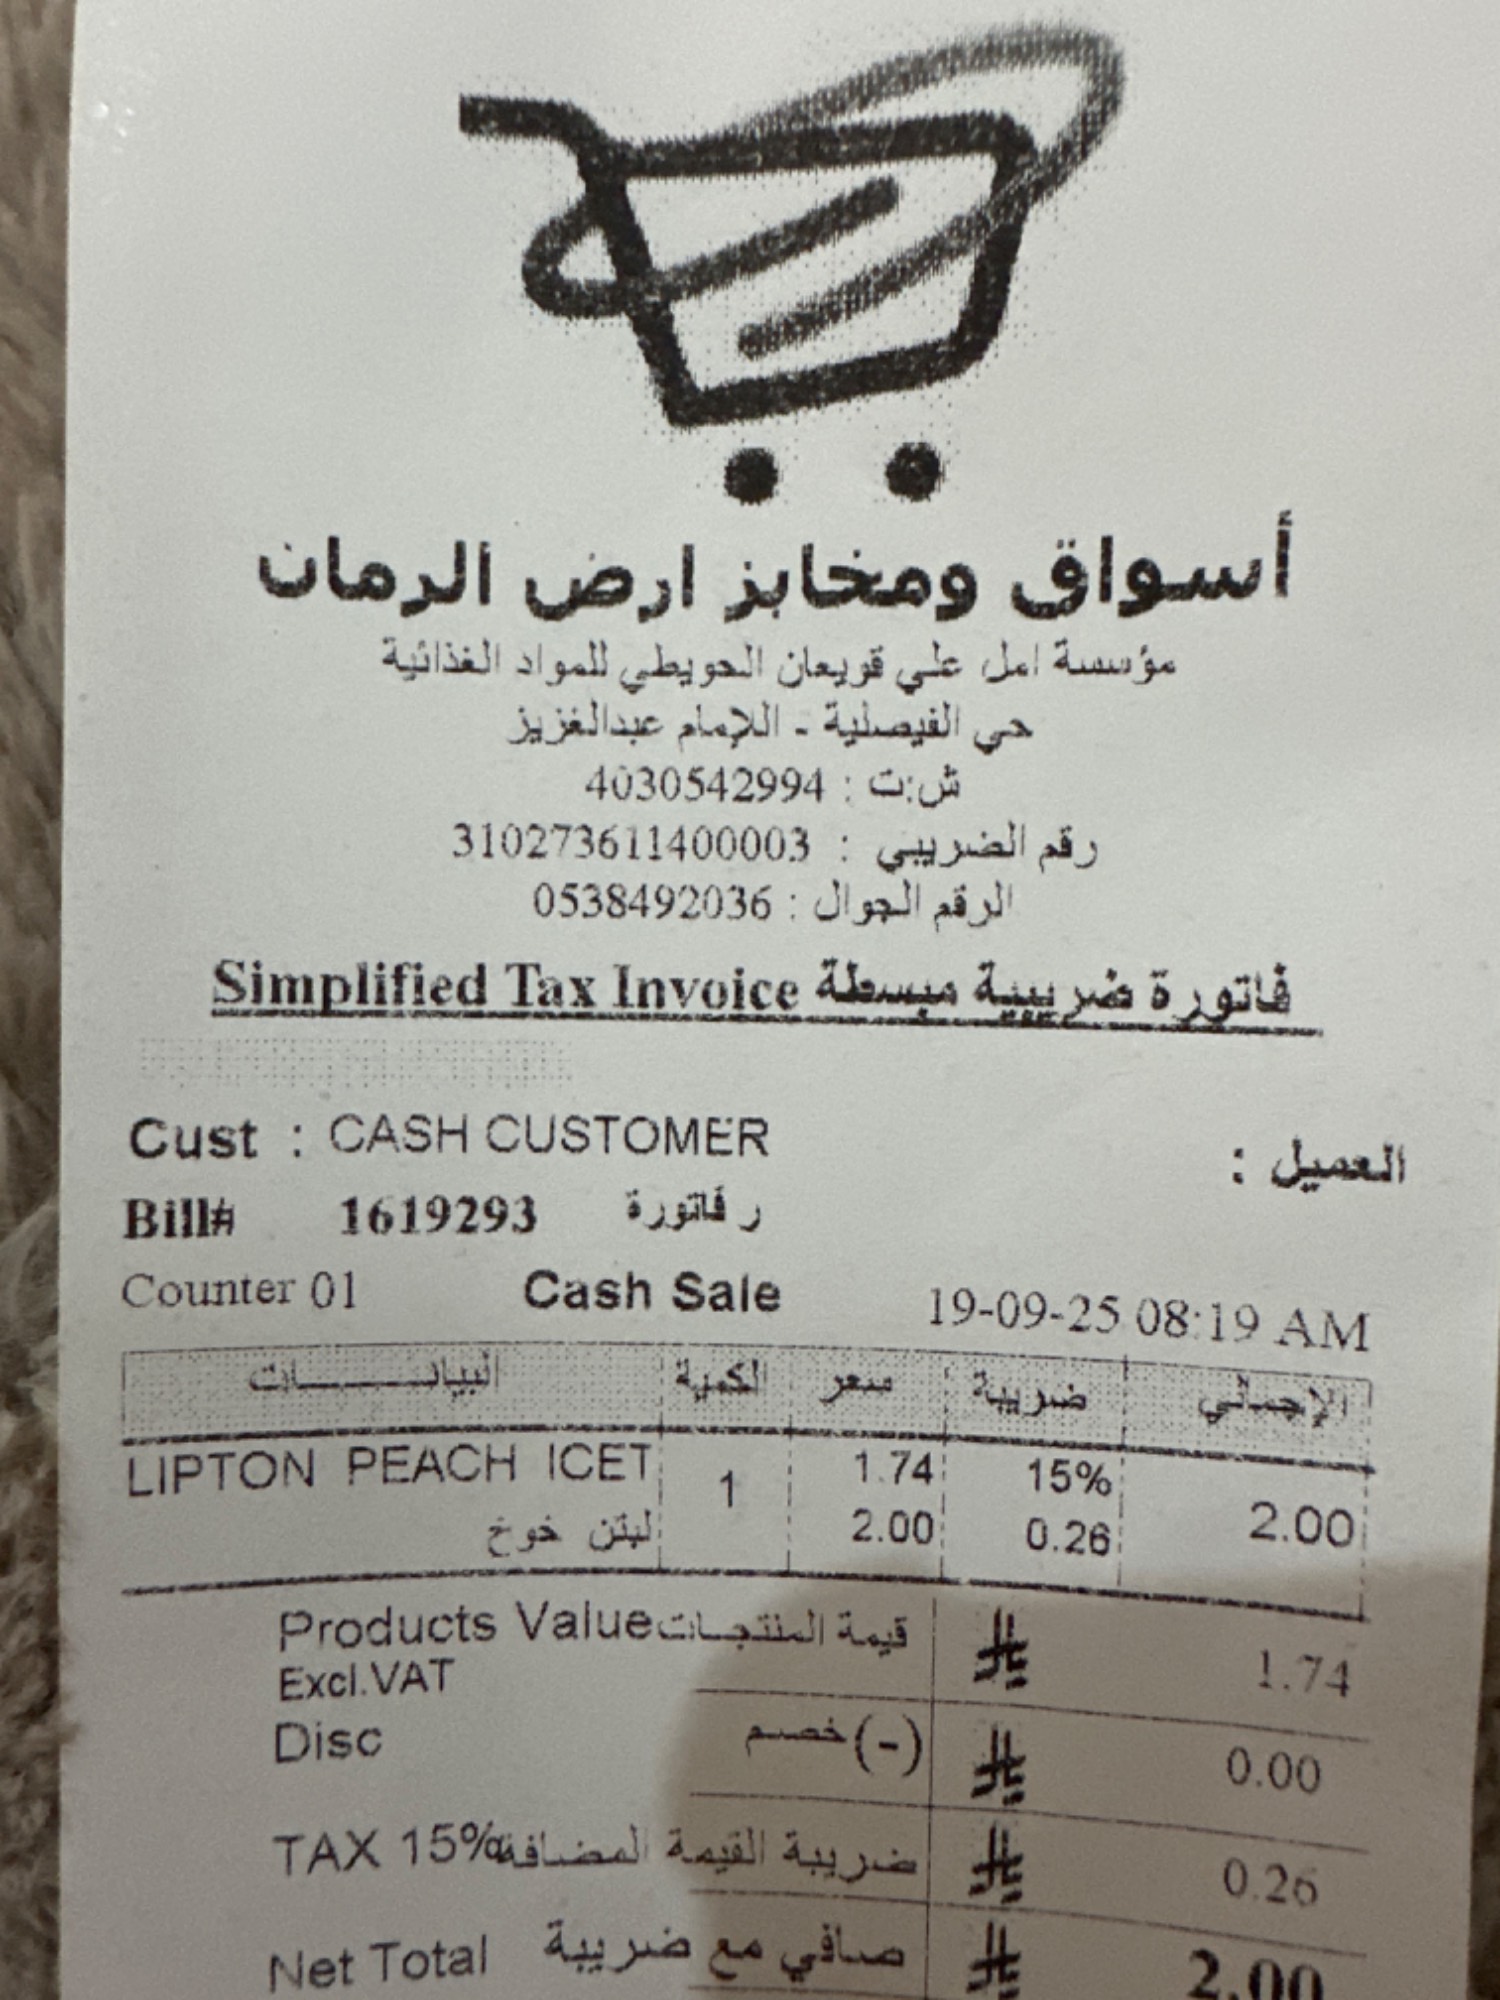 أسواق ومخابز ارض الرمان
مؤسسة امل علي قويعان الحويطي للمواد الغذائية
حي الفيصلية - اللإمام عبدالغزيز
ش:ت : 4030542994
رقم الضريبي : 310273611400003
الرقم الجوال : 0538492036
Simplified Tax Invoice فاتورة ضريبية مبسطة
Cust : CASH CUSTOMER العميل :
Bill# 1619293 ر فاتورة
Counter 01 Cash Sale 19-09-25 08:19 AM
البيانـــــــات الكمية سعر ضريبة الإجمالي
LIPTON PEACH ICET 1 1.74 15% 2.00
لبتن خوخ 2.00 0.26
Products Value قيمة المنتجـات 1.74
Excl.VAT
Disc خصم (-) 0.00
TAX 15% ضريبة القيمة المضافة 0.26
Net Total صافي مع ضريبة 2.00